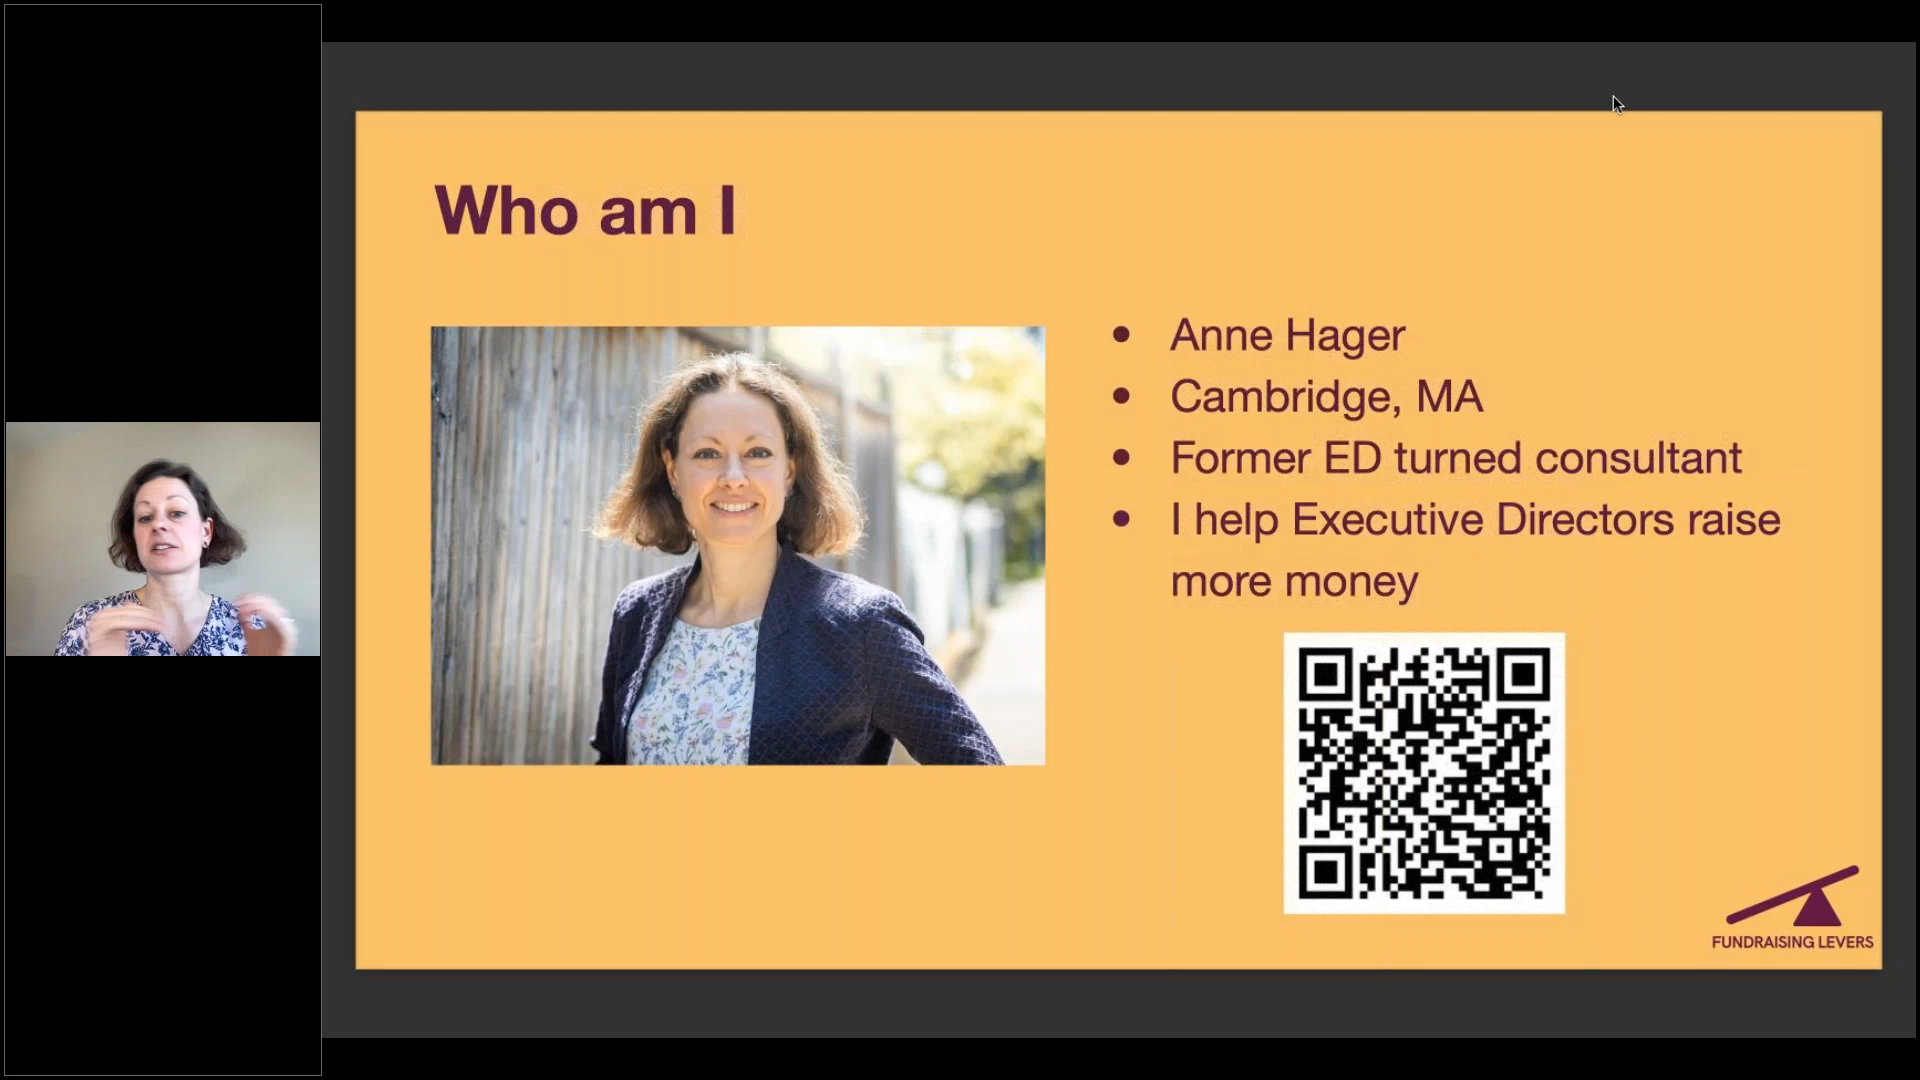 Who am I
Anne Hager
Cambridge, MA
Former ED turned consultant
I help Executive Directors raise
more money
FUNDRAISING LEVERS